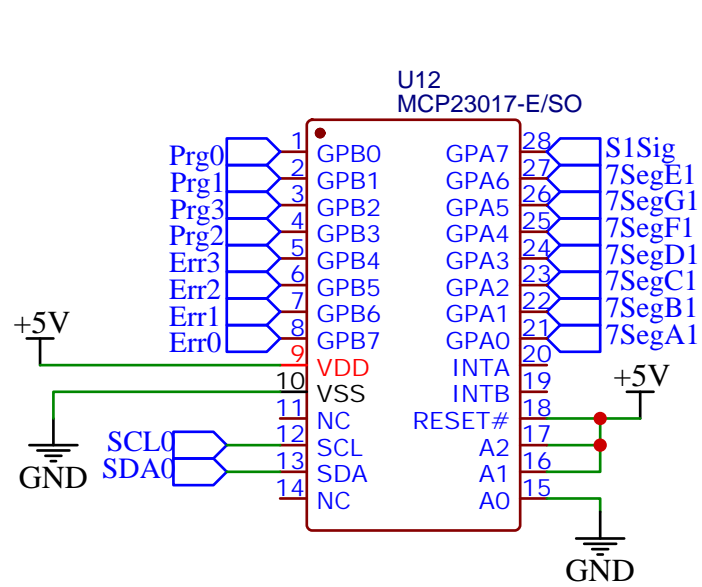 U12
MCP23017-E/SO
Prg0 1 GPB0 GPA7 28 S1Sig
Prg1 2 GPB1 GPA6 27 7SegE1
Prg3 3 GPB2 GPA5 26 7SegG1
Prg2 4 GPB3 GPA4 25 7SegF1
Err3 5 GPB4 GPA3 24 7SegD1
Err2 6 GPB5 GPA2 23 7SegC1
Err1 7 GPB6 GPA1 22 7SegB1
Err0 8 GPB7 GPA0 21 7SegA1
+5V 9 VDD INTA 20
10 VSS INTB 19 +5V
11 NC RESET# 18
SCL0 12 SCL A2 17
SDA0 13 SDA A1 16
GND
14 NC A0 15
GND